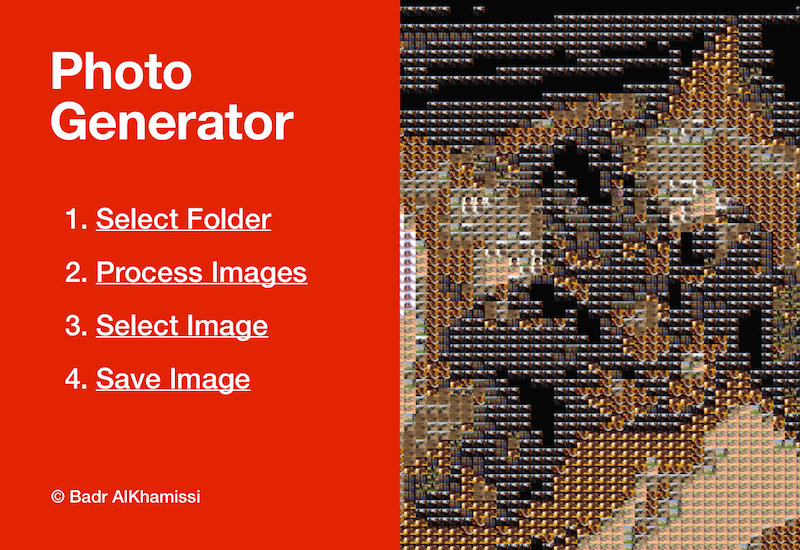 Photo
Generator
1. Select Folder
2. Process Images
3. Select Image
4. Save Image
© Badr AlKhamissi